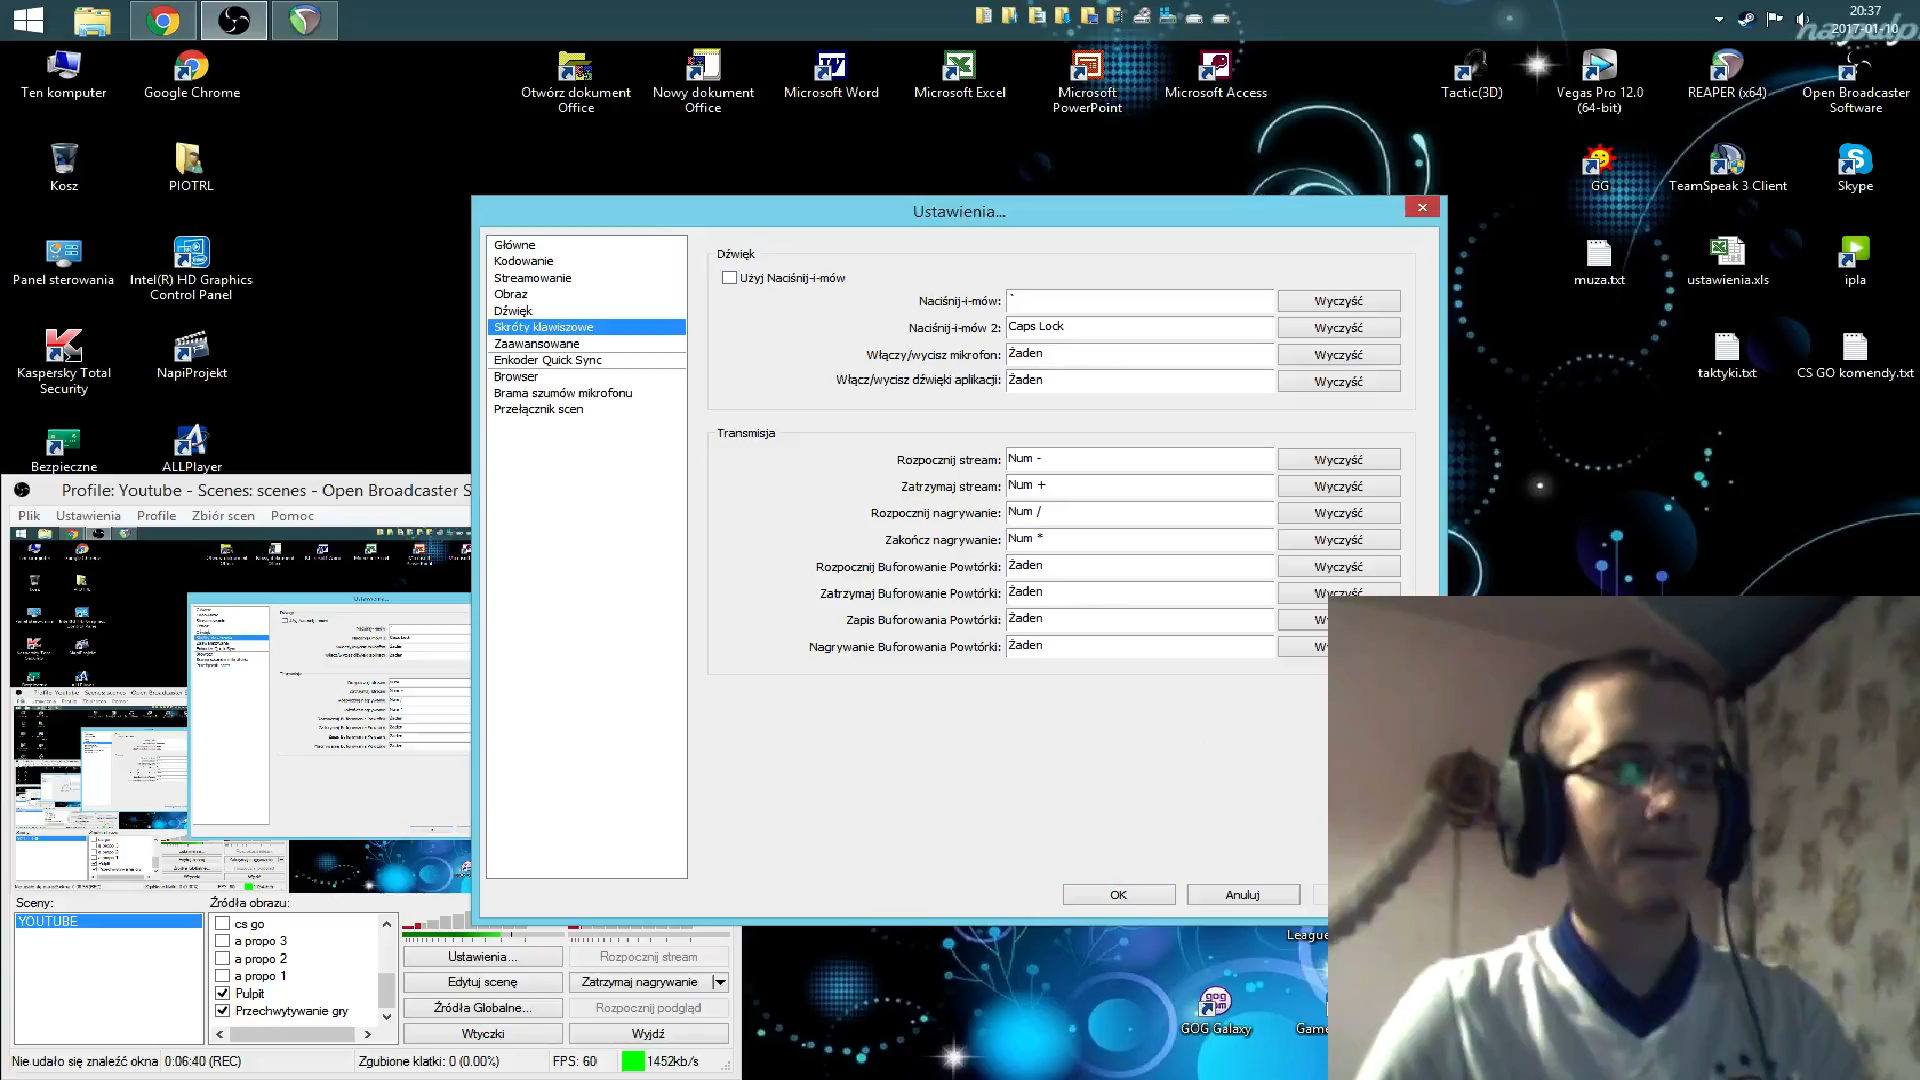 20:37
2017-01-10
Ten komputer
Google Chrome
Otwórz dokument
Office
Nowy dokument
Office
Microsoft Word
Microsoft Excel
Microsoft
PowerPoint
Microsoft Access
Tactic(3D)
Vegas Pro 12.0
(64-bit)
REAPER (x64)
Open Broadcaster
Software
Kosz
PIOTRL
GG
TeamSpeak 3 Client
Skype
Panel sterowania
Intel(R) HD Graphics
Control Panel
muza.txt
ustawienia.xls
ipla
Kaspersky Total
Security
NapiProjekt
taktyki.txt
CS GO komendy.txt
Bezpieczne
ALLPlayer
Ustawienia...
Główne
Kodowanie
Streamowanie
Obraz
Dźwięk
Skróty klawiszowe
Zaawansowane
Enkoder Quick Sync
Browser
Brama szumów mikrofonu
Przełącznik scen
Dźwięk
Użyj Naciśnij-i-mów
Naciśnij-i-mów: ` Wyczyść
Naciśnij-i-mów 2: Caps Lock Wyczyść
Włączy/wycisz mikrofon: Żaden Wyczyść
Włącz/wycisz dźwięki aplikacji: Żaden Wyczyść
Transmisja
Rozpocznij stream: Num - Wyczyść
Zatrzymaj stream: Num + Wyczyść
Rozpocznij nagrywanie: Num / Wyczyść
Zakończ nagrywanie: Num * Wyczyść
Rozpocznij Buforowanie Powtórki: Żaden Wyczyść
Zatrzymaj Buforowanie Powtórki: Żaden Wyczyść
Zapis Buforowania Powtórki: Żaden W
Nagrywanie Buforowania Powtórki: Żaden W
OK
Anuluj
Profile: Youtube - Scenes: scenes - Open Broadcaster S
Plik Ustawienia Profile Zbiór scen Pomoc
Sceny:
YOUTUBE
Źródła obrazu:
cs go
a propo 3
a propo 2
a propo 1
Pulpit
Przechwytywanie gry
Ustawienia...
Rozpocznij stream
Edytuj scenę
Zatrzymaj nagrywanie
Źródła Globalne...
Rozpocznij podgląd
Wtyczki
Wyjdź
Nie udało się znaleźć okna 0:06:40 (REC) Zgubione klatki: 0 (0.00%) FPS: 60 1452kb/s
League
GOG Galaxy
Game